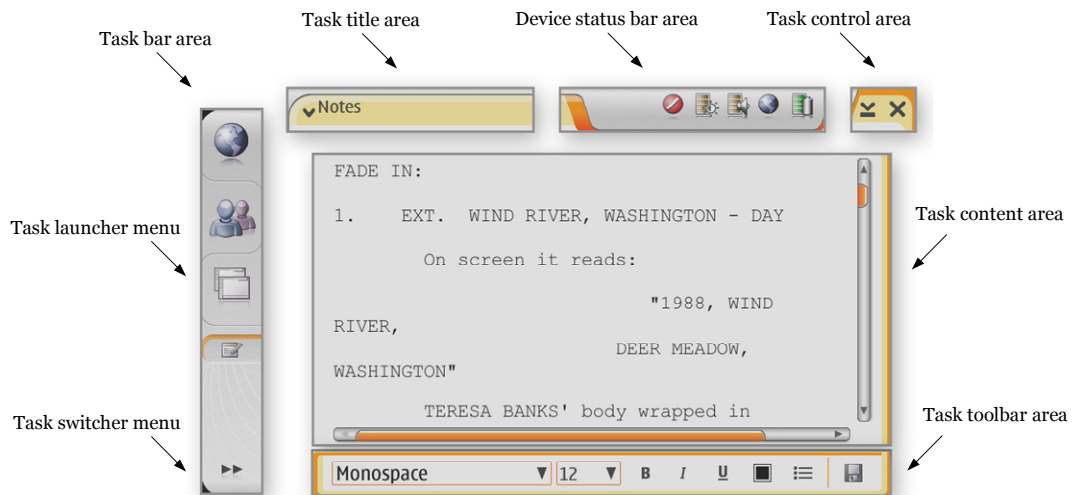 Task title area
Device status bar area
Task control area
Task bar area
Notes
FADE IN:
1. EXT. WIND RIVER, WASHINGTON - DAY
Task content area
Task launcher menu
On screen it reads:
"1988, WIND
RIVER,
DEER MEADOW,
WASHINGTON"
TERESA BANKS' body wrapped in
Task switcher menu
Task toolbar area
Monospace 12 B I U